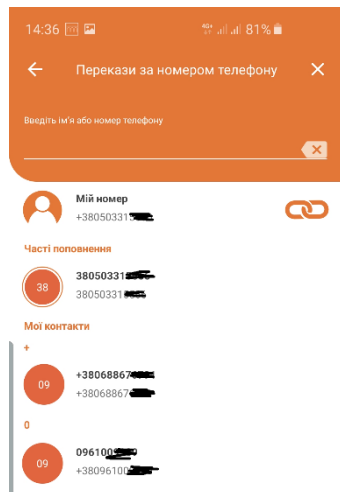 14:36 4G+ 81%
Перекази за номером телефону
Введіть ім'я або номер телефону
Мій номер
+38050331
Часті поповнення
38
38050331
38050331
Мої контакти
+
09
+38068867
+38068867
0
09
096100
+38096100